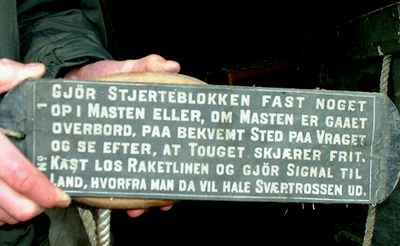 GJÖR STJERTEBLOKKEN FAST NOGET
OP I MASTEN ELLER, OM MASTEN ER GAAET
OVERBORD, PAA BEKVEMT STED PAA VRAGET
OG SE EFTER, AT TOUGET SKJÆRER FRIT.
KAST LOS RAKETLINEN OG GJÖR SIGNAL TIL
LAND, HVORFRA MAN DA VIL HALE SVÆRTROSSEN UD.
No 1